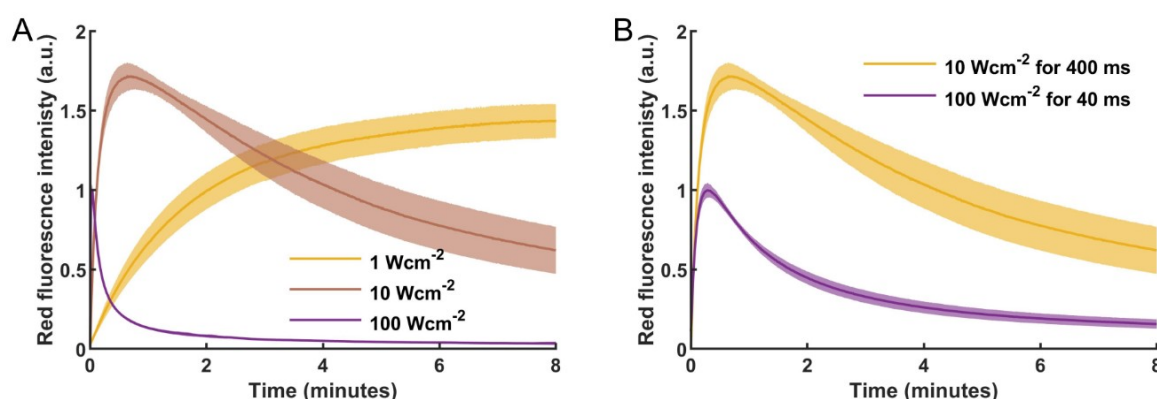 A
Red fluorescnce intenisty (a.u.)
2
1.5
1
0.5
0
1 Wcm⁻²
10 Wcm⁻²
100 Wcm⁻²
0 2 4 6 8
Time (minutes)
B
Red fluorescnce intenisty (a.u.)
2
1.5
1
0.5
0
10 Wcm⁻² for 400 ms
100 Wcm⁻² for 40 ms
0 2 4 6 8
Time (minutes)